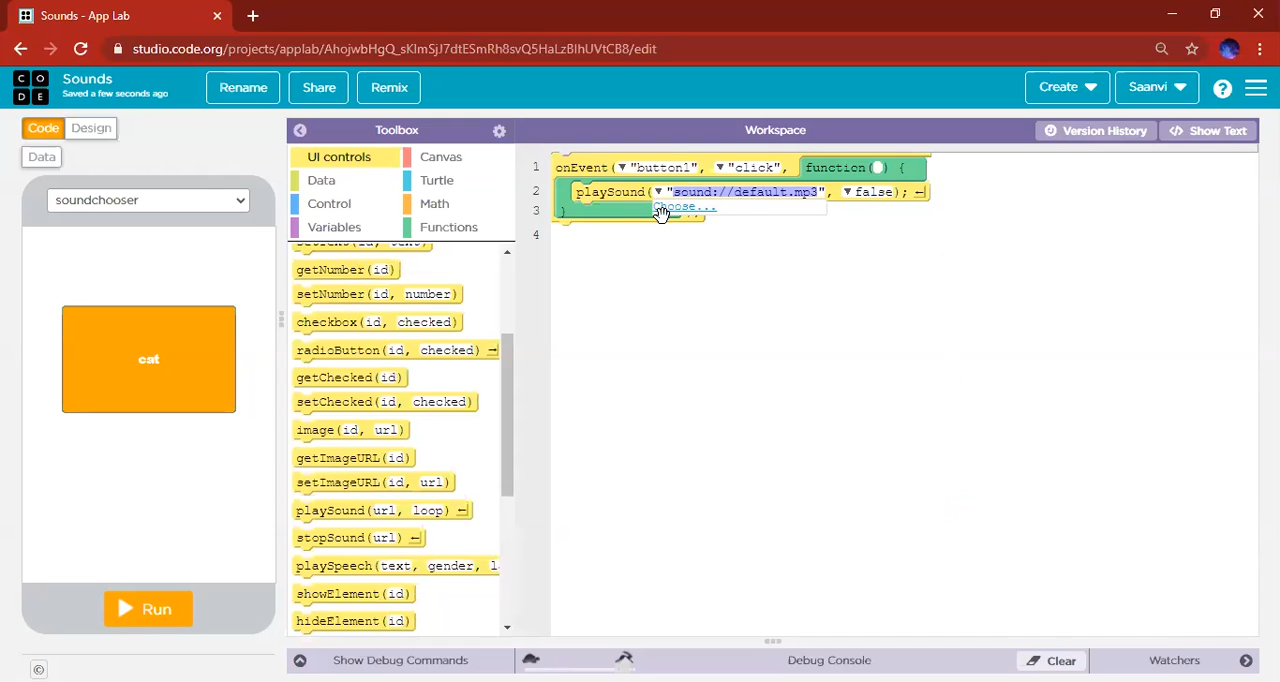 Sounds - App Lab
studio.code.org/projects/applab/AhojwbHgQ_sKlmSjJ7dtESmRh8svQ5HaLzBlhUVtCB8/edit
C O D E
Sounds
Saved a few seconds ago
Rename
Share
Remix
Create
Saanvi
?
Code
Design
Data
Toolbox
Workspace
Version History
</> Show Text
soundchooser
cat
Run
©
UI controls
Canvas
Data
Turtle
Control
Math
Variables
Functions
getNumber(id)
setNumber(id, number)
checkbox(id, checked)
radioButton(id, checked)
getChecked(id)
setChecked(id, checked)
image(id, url)
getImageURL(id)
setImageURL(id, url)
playSound(url, loop)
stopSound(url)
playSpeech(text, gender, l
showElement(id)
hideElement(id)
1 onEvent(▼"button1", ▼"click", function( ) {
2 playSound(▼"sound://default.mp3", ▼false);
Choose...
3 }
4
Show Debug Commands
Debug Console
Clear
Watchers